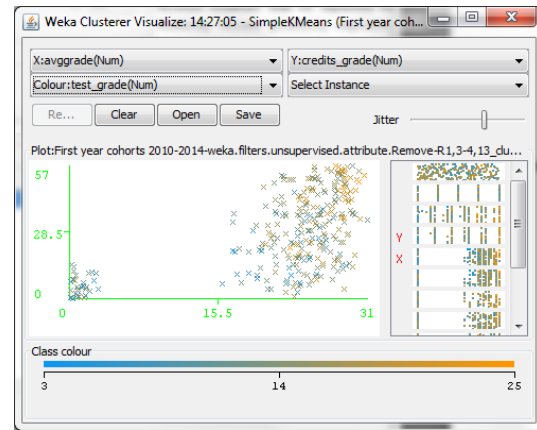 Weka Clusterer Visualize: 14:27:05 - SimpleKMeans (First year coh...
X:avggrade(Num) Y:credits_grade(Num)
Colour:test_grade(Num) Select Instance
Re... Clear Open Save Jitter
Plot:First year cohorts 2010-2014-weka.filters.unsupervised.attribute.Remove-R1,3-4,13_clu...
57
28.5
0
0 15.5 31
Y
X
Class colour
3 14 25